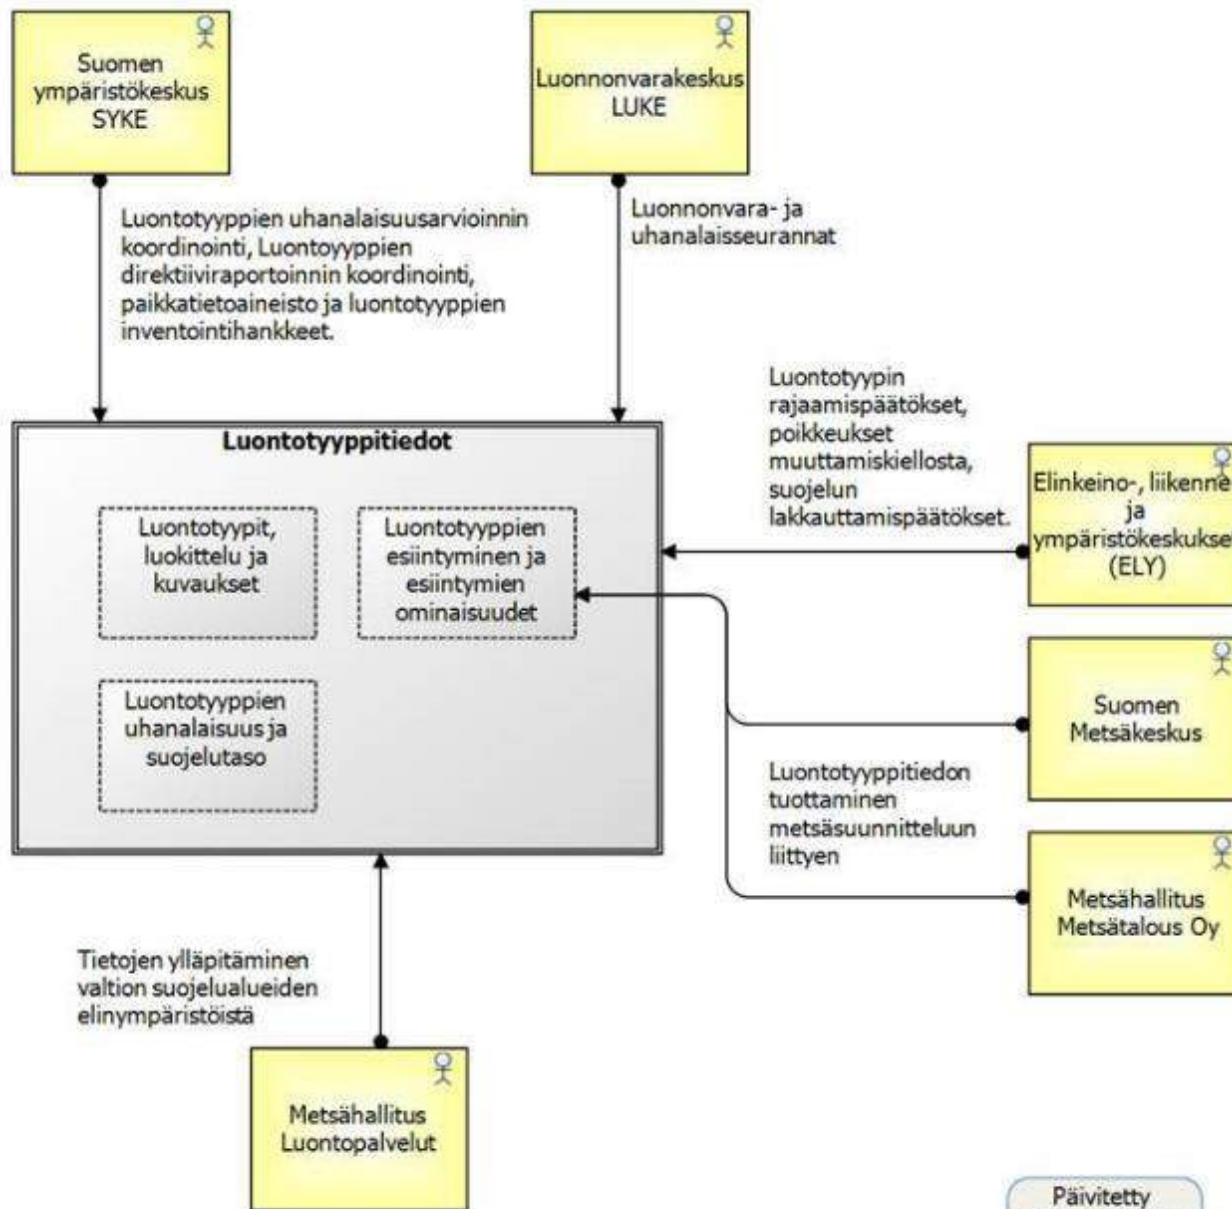 Suomen
ympäristökeskus
SYKE
Luonnonvarakeskus
LUKE
Luontotyyppien uhanalaisuusarvioinnin
koordinointi, Luontoyyppien
direktiiviraportoinnin koordinointi,
paikkatietoaineisto ja luontotyyppien
inventointihankkeet.
Luonnonvara- ja
uhanalaisseurannat
Luontotyypin
rajaamispäätökset,
poikkeukset
muuttamiskiellosta,
suojelun
lakkauttamispäätökset.
Elinkeino-, liikenne
ja
ympäristökeskukse
(ELY)
Luontotyyppitiedot
Luontotyypit,
luokittelu ja
kuvaukset
Luontotyyppien
esiintyminen ja
esiintymien
ominaisuudet
Luontotyyppien
uhanalaisuus ja
suojelutaso
Suomen
Metsäkeskus
Luontotyyppitiedon
tuottaminen
metsäsuunnitteluun
liittyen
Metsähallitus
Metsätalous Oy
Tietojen ylläpitäminen
valtion suojelualueiden
elinympäristöistä
Metsähallitus
Luontopalvelut
Päivitetty